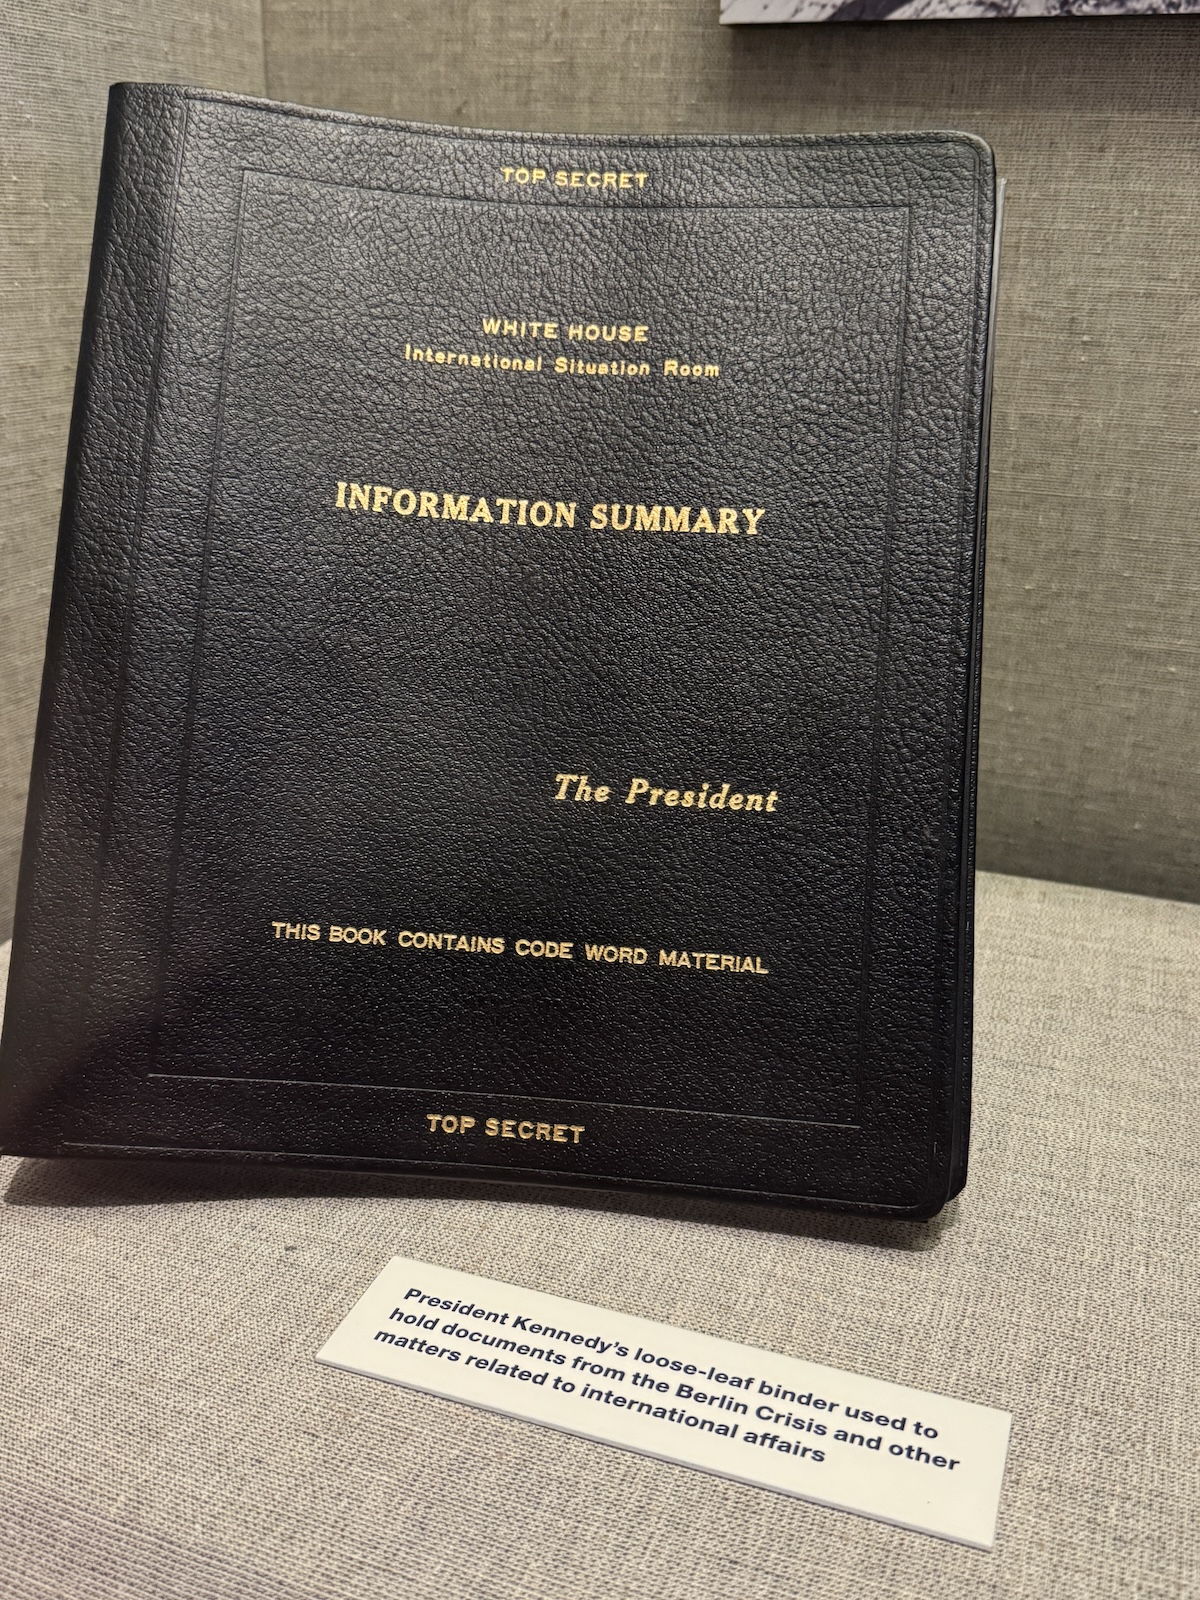 TOP SECRET
WHITE HOUSE
International Situation Room
INFORMATION SUMMARY
The President
THIS BOOK CONTAINS CODE WORD MATERIAL
TOP SECRET
President Kennedy’s loose-leaf binder used to
hold documents from the Berlin Crisis and other
matters related to international affairs